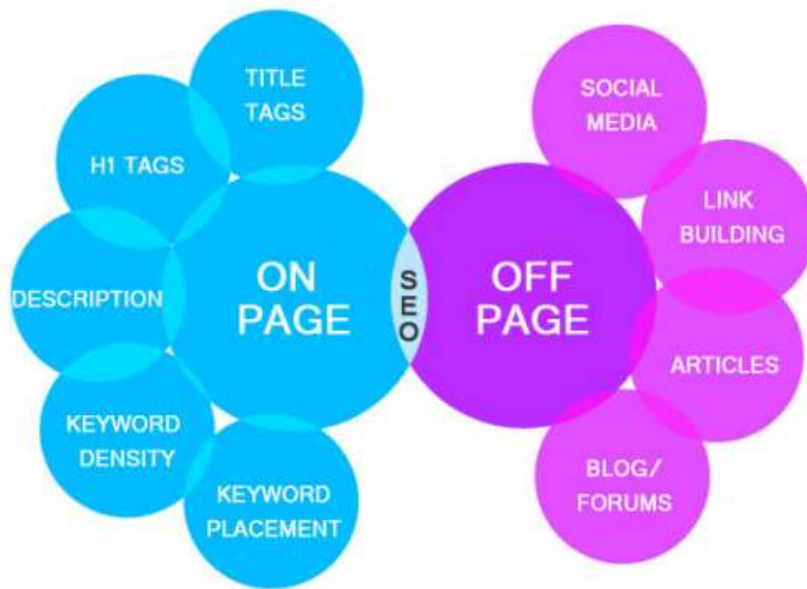 TITLE
TAGS
H1 TAGS
DESCRIPTION
KEYWORD
DENSITY
KEYWORD
PLACEMENT
ON
PAGE
SEO
OFF
PAGE
SOCIAL
MEDIA
LINK
BUILDING
ARTICLES
BLOG/
FORUMS